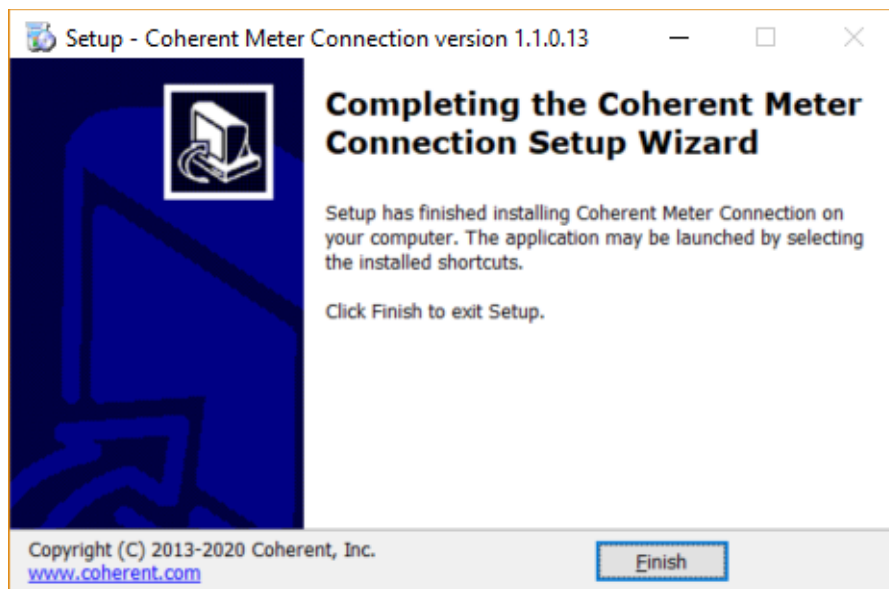 Setup - Coherent Meter Connection version 1.1.0.13
Completing the Coherent Meter
Connection Setup Wizard
Setup has finished installing Coherent Meter Connection on
your computer. The application may be launched by selecting
the installed shortcuts.
Click Finish to exit Setup.
Copyright (C) 2013-2020 Coherent, Inc.
www.coherent.com
Finish